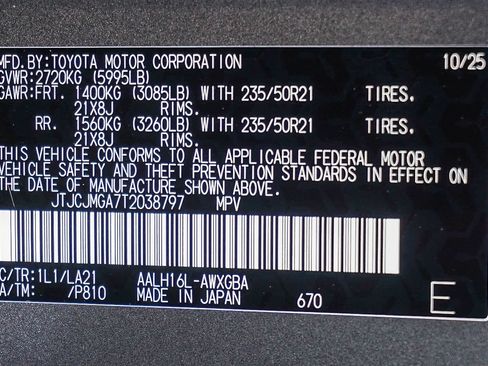 MFD.BY:TOYOTA MOTOR CORPORATION 10/25
GVWR:2720KG (5995LB)
GAWR:FRT. 1400KG (3085LB) WITH 235/50R21 TIRES.
21X8J RIMS.
RR. 1560KG (3260LB) WITH 235/50R21 TIRES.
21X8J RIMS.
THIS VEHICLE CONFORMS TO ALL APPLICABLE FEDERAL MOTOR
VEHICLE SAFETY AND THEFT PREVENTION STANDARDS IN EFFECT ON
THE DATE OF MANUFACTURE SHOWN ABOVE.
JTJCJMGA7T2038797 MPV
C/TR:1L1/LA21 AALH16L-AWXGBA
A/TM: /P810 MADE IN JAPAN 670 E